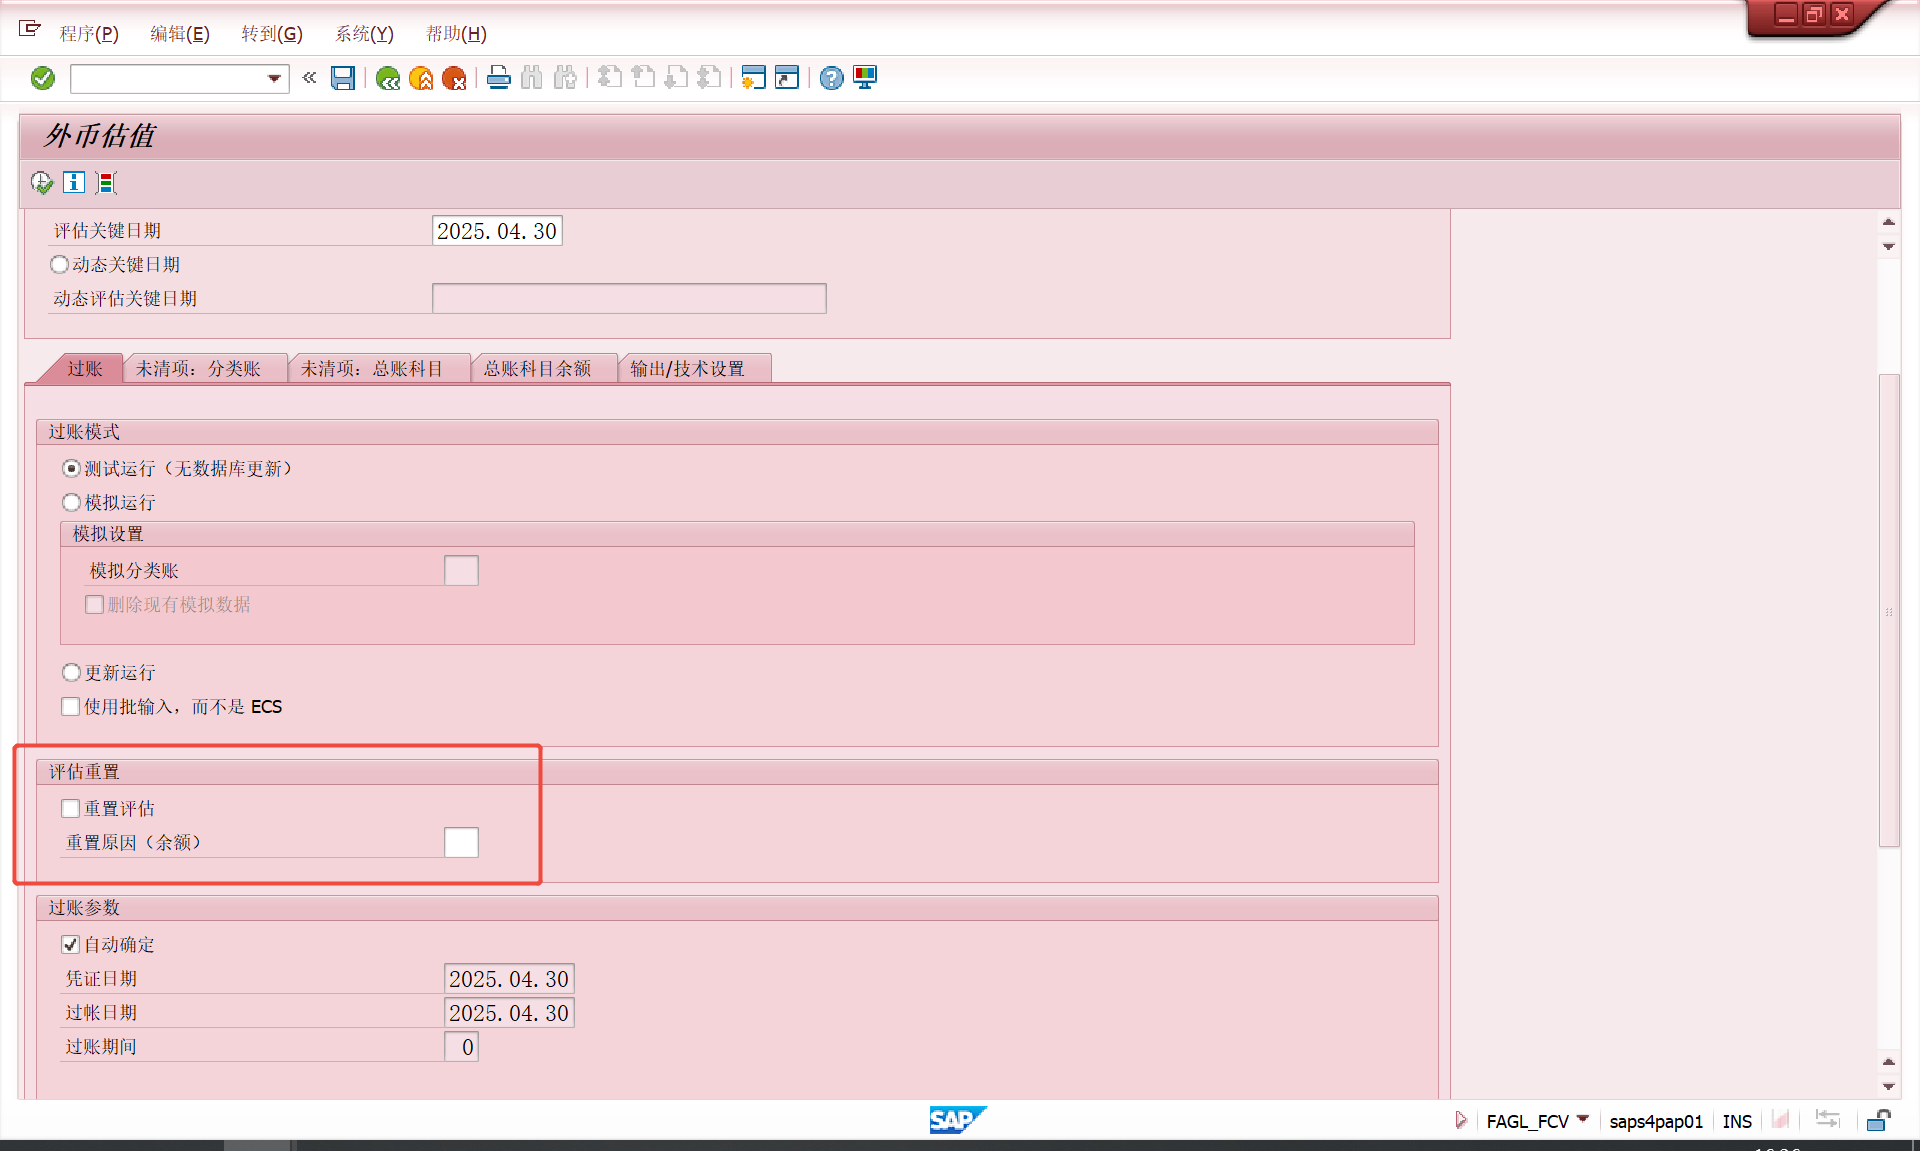 程序(P) 编辑(E) 转到(G) 系统(Y) 帮助(H)
外币估值
评估关键日期 2025.04.30
动态关键日期
动态评估关键日期
过账 未清项：分类账 未清项：总账科目 总账科目余额 输出/技术设置
过账模式
测试运行（无数据库更新）
模拟运行
模拟设置
模拟分类账
删除现有模拟数据
更新运行
使用批输入，而不是 ECS
评估重置
重置评估
重置原因（余额）
过账参数
自动确定
凭证日期 2025.04.30
过帐日期 2025.04.30
过账期间 0
SAP FAGL_FCV saps4pap01 INS